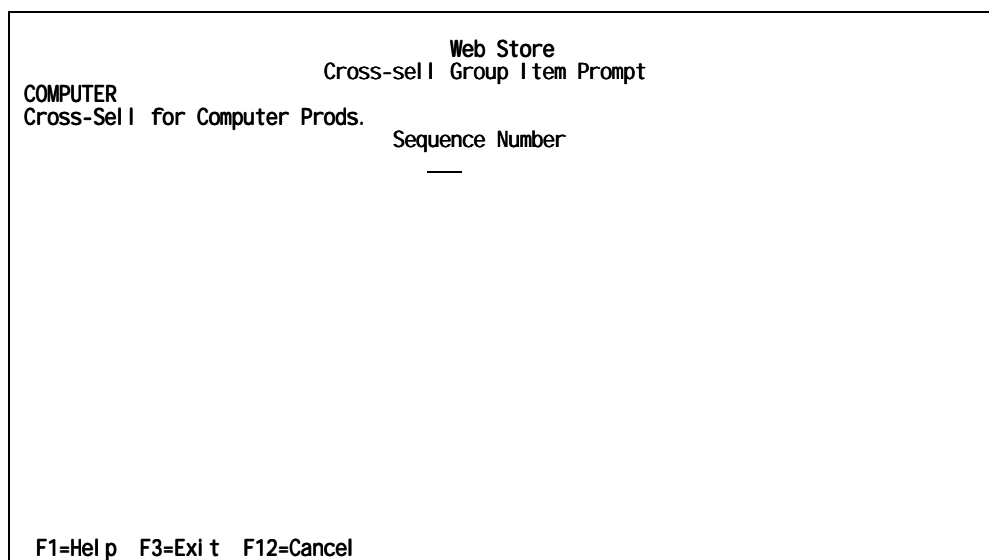 Web Store
Cross-sell Group Item Prompt
COMPUTER
Cross-Sell for Computer Prods.
Sequence Number
F1=Help F3=Exit F12=Cancel